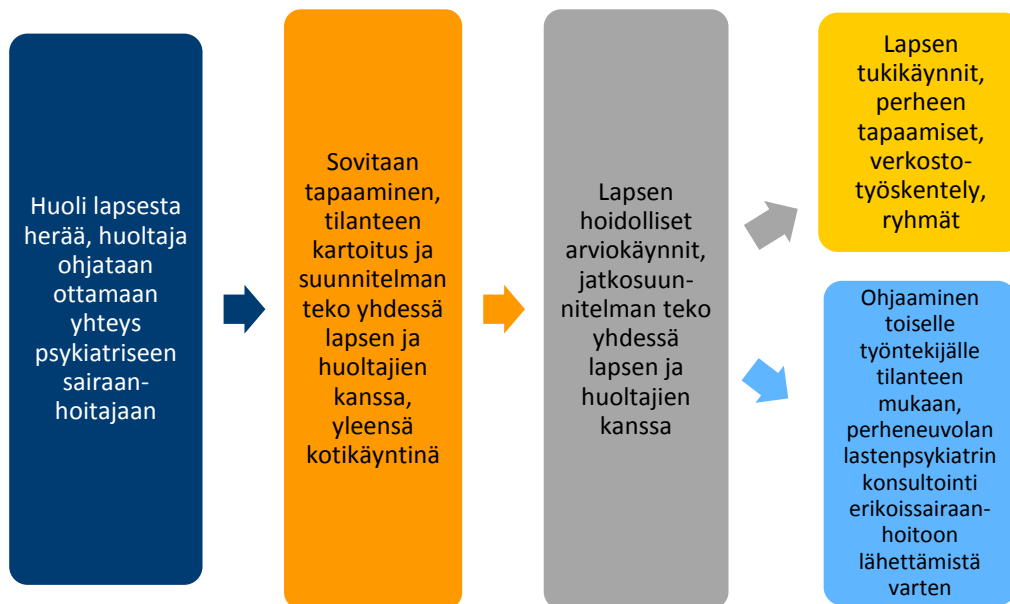 Huoli lapsesta
herää, huoltaja
ohjataan
ottamaan
yhteys
psykiatriseen
sairaan-
hoitajaan
Sovitaan
tapaaminen,
tilanteen
kartoitus ja
suunnitelman
teko yhdessä
lapsen ja
huoltajien
kanssa,
yleensä
kotikäyntinä
Lapsen
hoidolliset
arviokäynnit,
jatkosuun-
nitelman teko
yhdessä
lapsen ja
huoltajien
kanssa
Lapsen
tukikäynnit,
perheen
tapaamiset,
verkosto-
työskentely,
ryhmät
Ohjaaminen
toiselle
työntekijälle
tilanteen
mukaan,
perheneuvolan
lastenpsykiatrin
konsultointi
erikoissairaan-
hoitoon
lähettämistä
varten